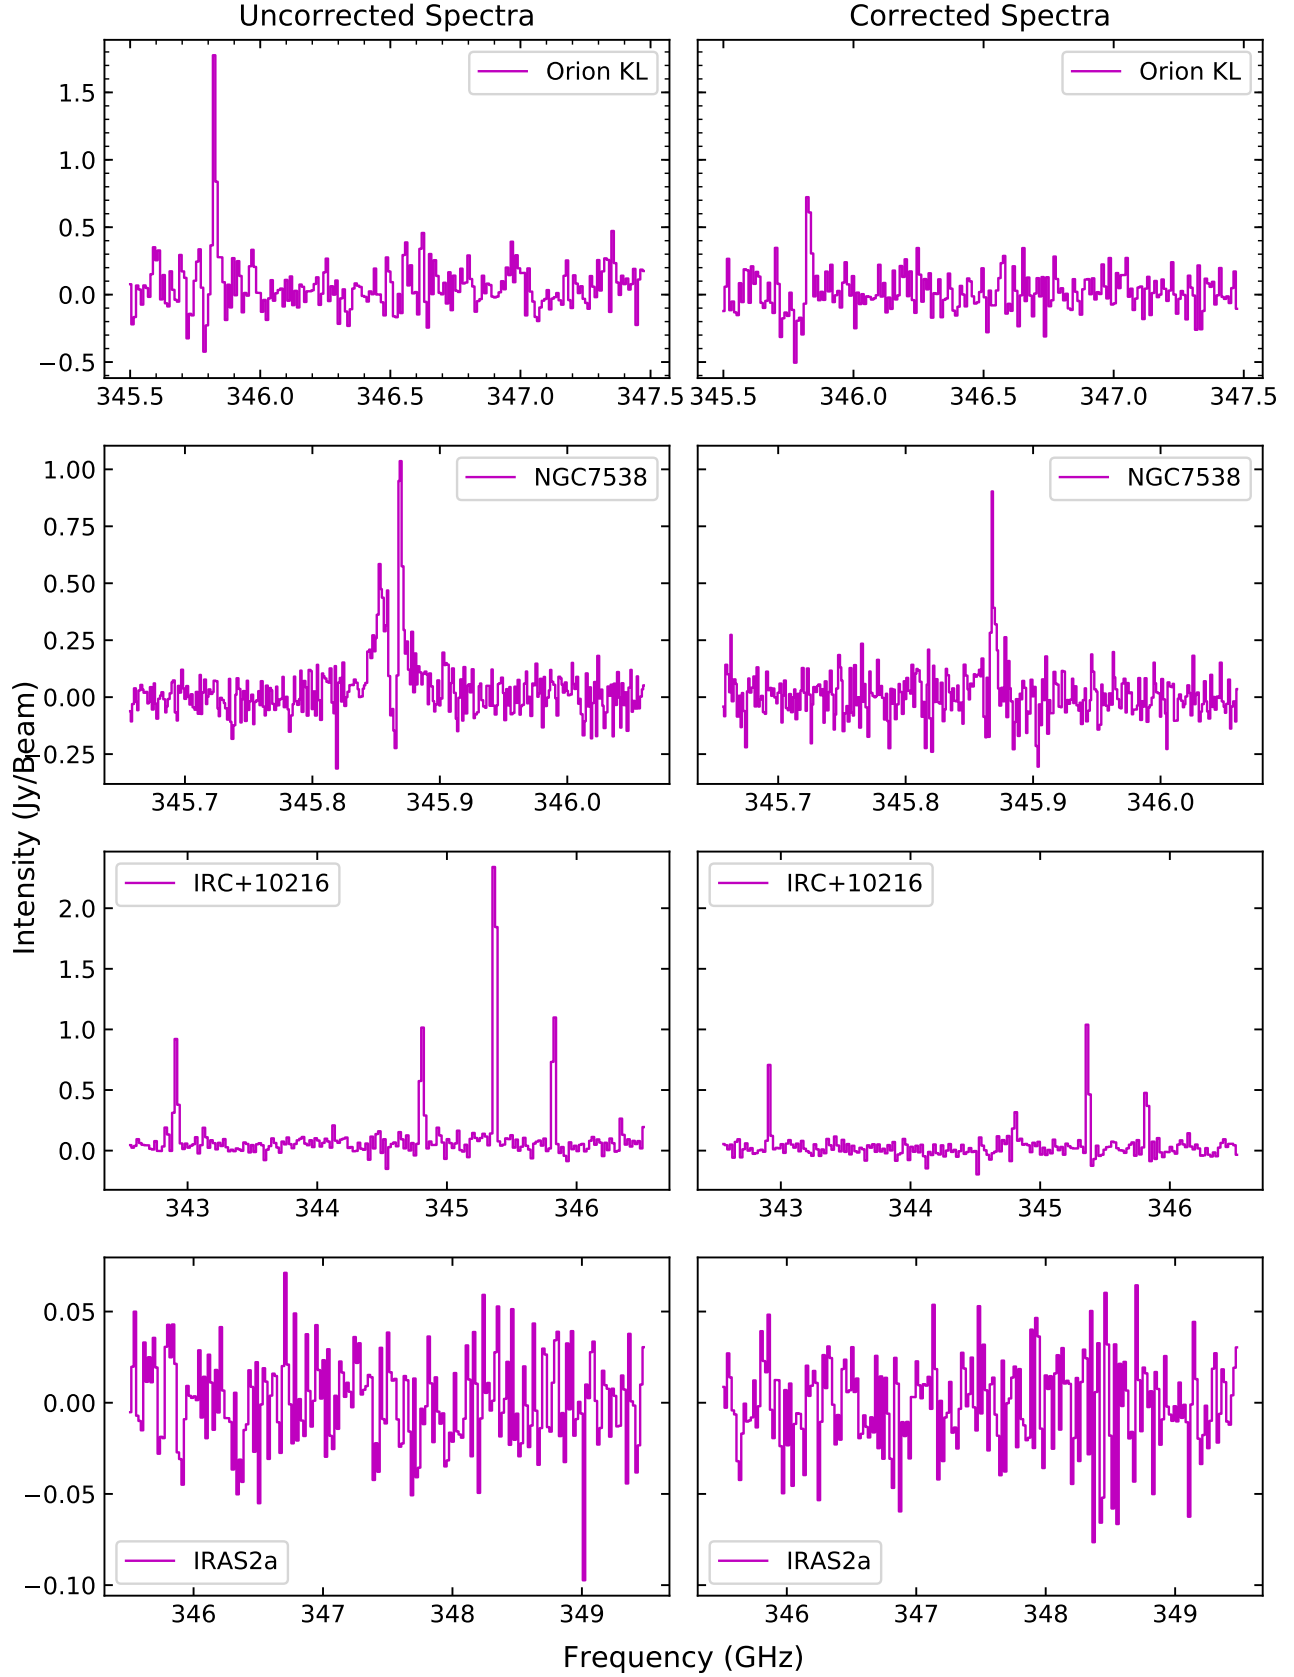 Uncorrected Spectra Corrected Spectra
Orion KL Orion KL
1.5
1.0
0.5
0.0
−0.5
345.5 346.0 346.5 347.0 347.5 345.5 346.0 346.5 347.0 347.5
NGC7538 NGC7538
1.00
0.75
0.50
0.25
0.00
−0.25
345.7 345.8 345.9 346.0 345.7 345.8 345.9 346.0
Intensity (Jy/Beam)
IRC+10216 IRC+10216
2.0
1.5
1.0
0.5
0.0
343 344 345 346 343 344 345 346
0.05
0.00
−0.05
−0.10
IRAS2a IRAS2a
346 347 348 349 346 347 348 349
Frequency (GHz)